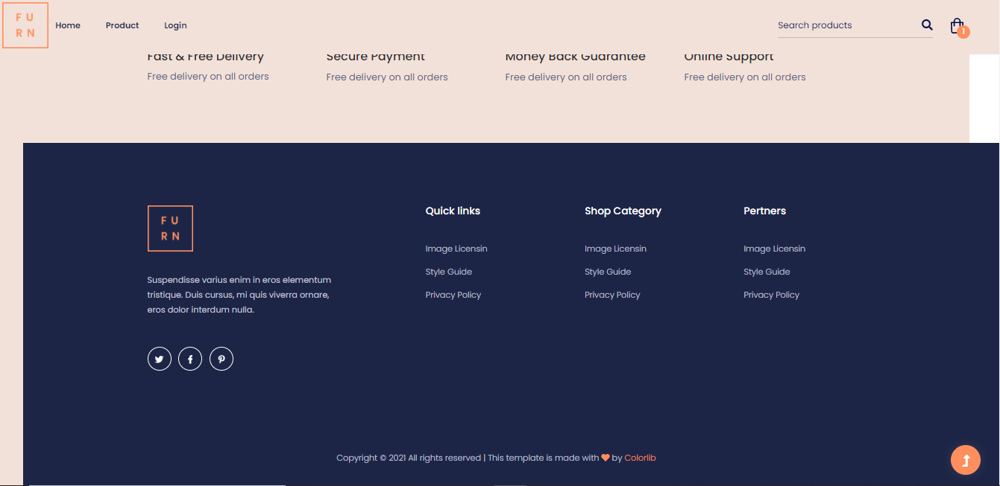 F U
R N
Home
Product
Login
Search products
1
Fast & Free Delivery
Secure Payment
Money Back Guarantee
Online Support
Free delivery on all orders
Free delivery on all orders
Free delivery on all orders
Free delivery on all orders
F U
R N
Suspendisse varius enim in eros elementum
tristique. Duis cursus, mi quis viverra ornare,
eros dolor interdum nulla.
Quick links
Image Licensin
Style Guide
Privacy Policy
Shop Category
Image Licensin
Style Guide
Privacy Policy
Pertners
Image Licensin
Style Guide
Privacy Policy
Copyright © 2021 All rights reserved | This template is made with ♥ by Colorlib